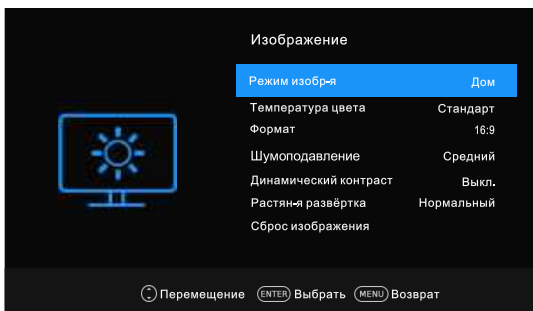 Изображение
Режим изобр-я Дом
Температура цвета Стандарт
Формат 16:9
Шумоподавление Средний
Динамический контраст Выкл.
Растян-я развёртка Нормальный
Сброс изображения
Перемещение ENTER Выбрать MENU Возврат